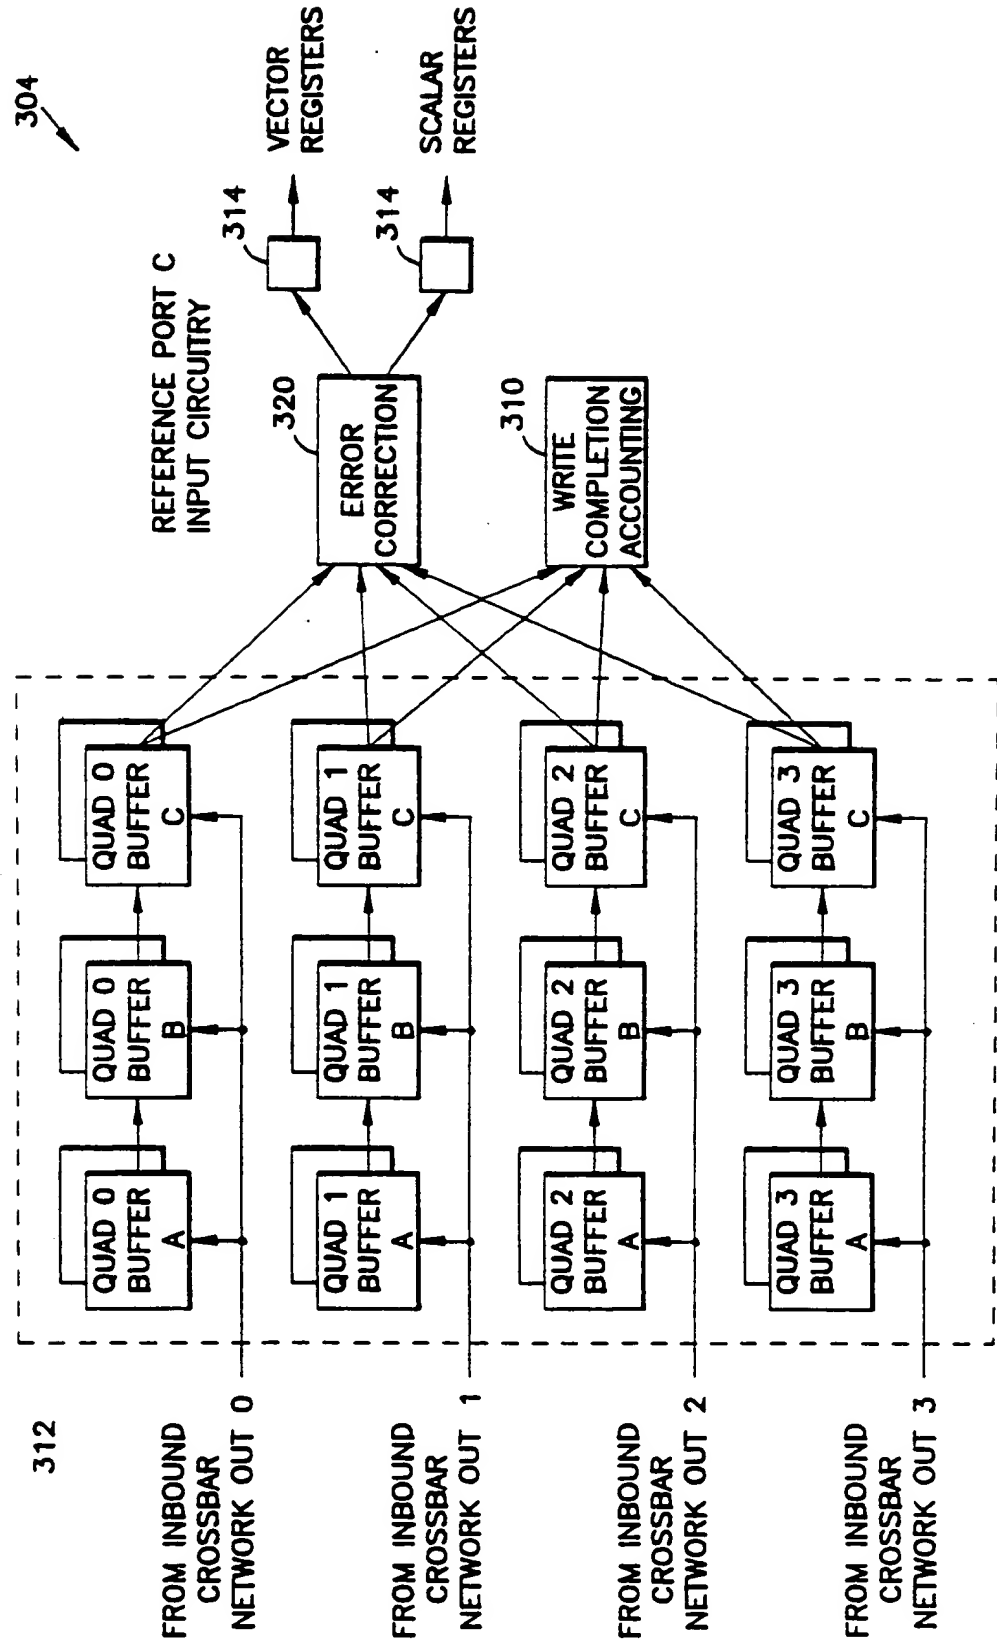 304
REFERENCE PORT C
INPUT CIRCUITRY
312
FROM INBOUND
CROSSBAR
NETWORK OUT 0
QUAD 0
BUFFER
A
QUAD 0
BUFFER
B
QUAD 0
BUFFER
C
FROM INBOUND
CROSSBAR
NETWORK OUT 1
QUAD 1
BUFFER
A
QUAD 1
BUFFER
B
QUAD 1
BUFFER
C
FROM INBOUND
CROSSBAR
NETWORK OUT 2
QUAD 2
BUFFER
A
QUAD 2
BUFFER
B
QUAD 2
BUFFER
C
FROM INBOUND
CROSSBAR
NETWORK OUT 3
QUAD 3
BUFFER
A
QUAD 3
BUFFER
B
QUAD 3
BUFFER
C
320
ERROR
CORRECTION
310
WRITE
COMPLETION
ACCOUNTING
314
VECTOR
REGISTERS
314
SCALAR
REGISTERS